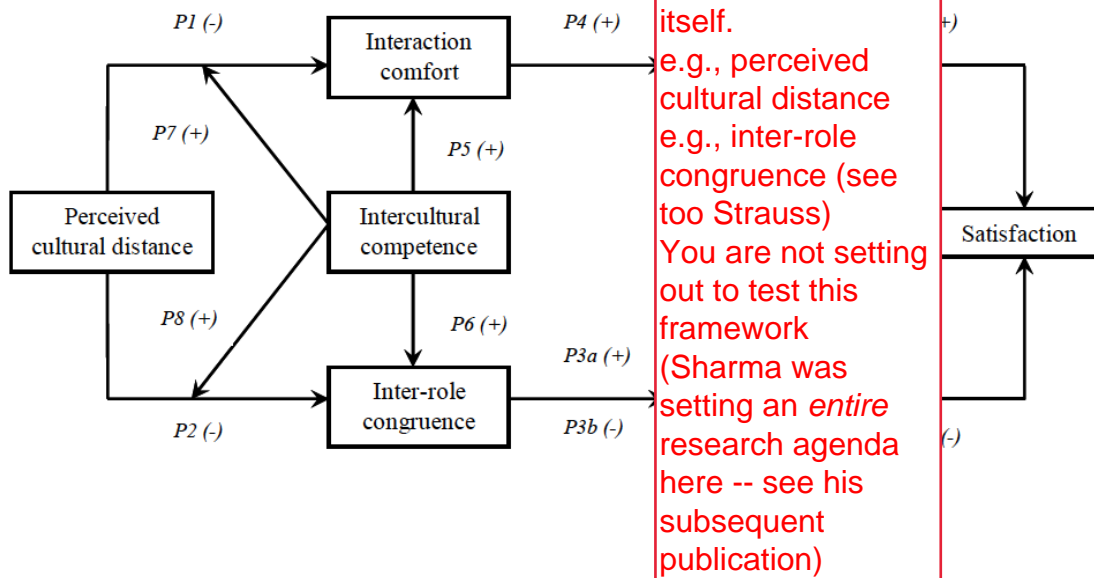 P1 (-)
Interaction
comfort
P4 (+)
P7 (+)
P5 (+)
Perceived
cultural distance
Intercultural
competence
P8 (+)
P6 (+)
Inter-role
congruence
P2 (-)
P3a (+)
P3b (-)
itself.
e.g., perceived
cultural distance
e.g., inter-role
congruence (see
too Strauss)
You are not setting
out to test this
framework
(Sharma was
setting an entire
research agenda
here -- see his
subsequent
publication)
+)
Satisfaction
(-)